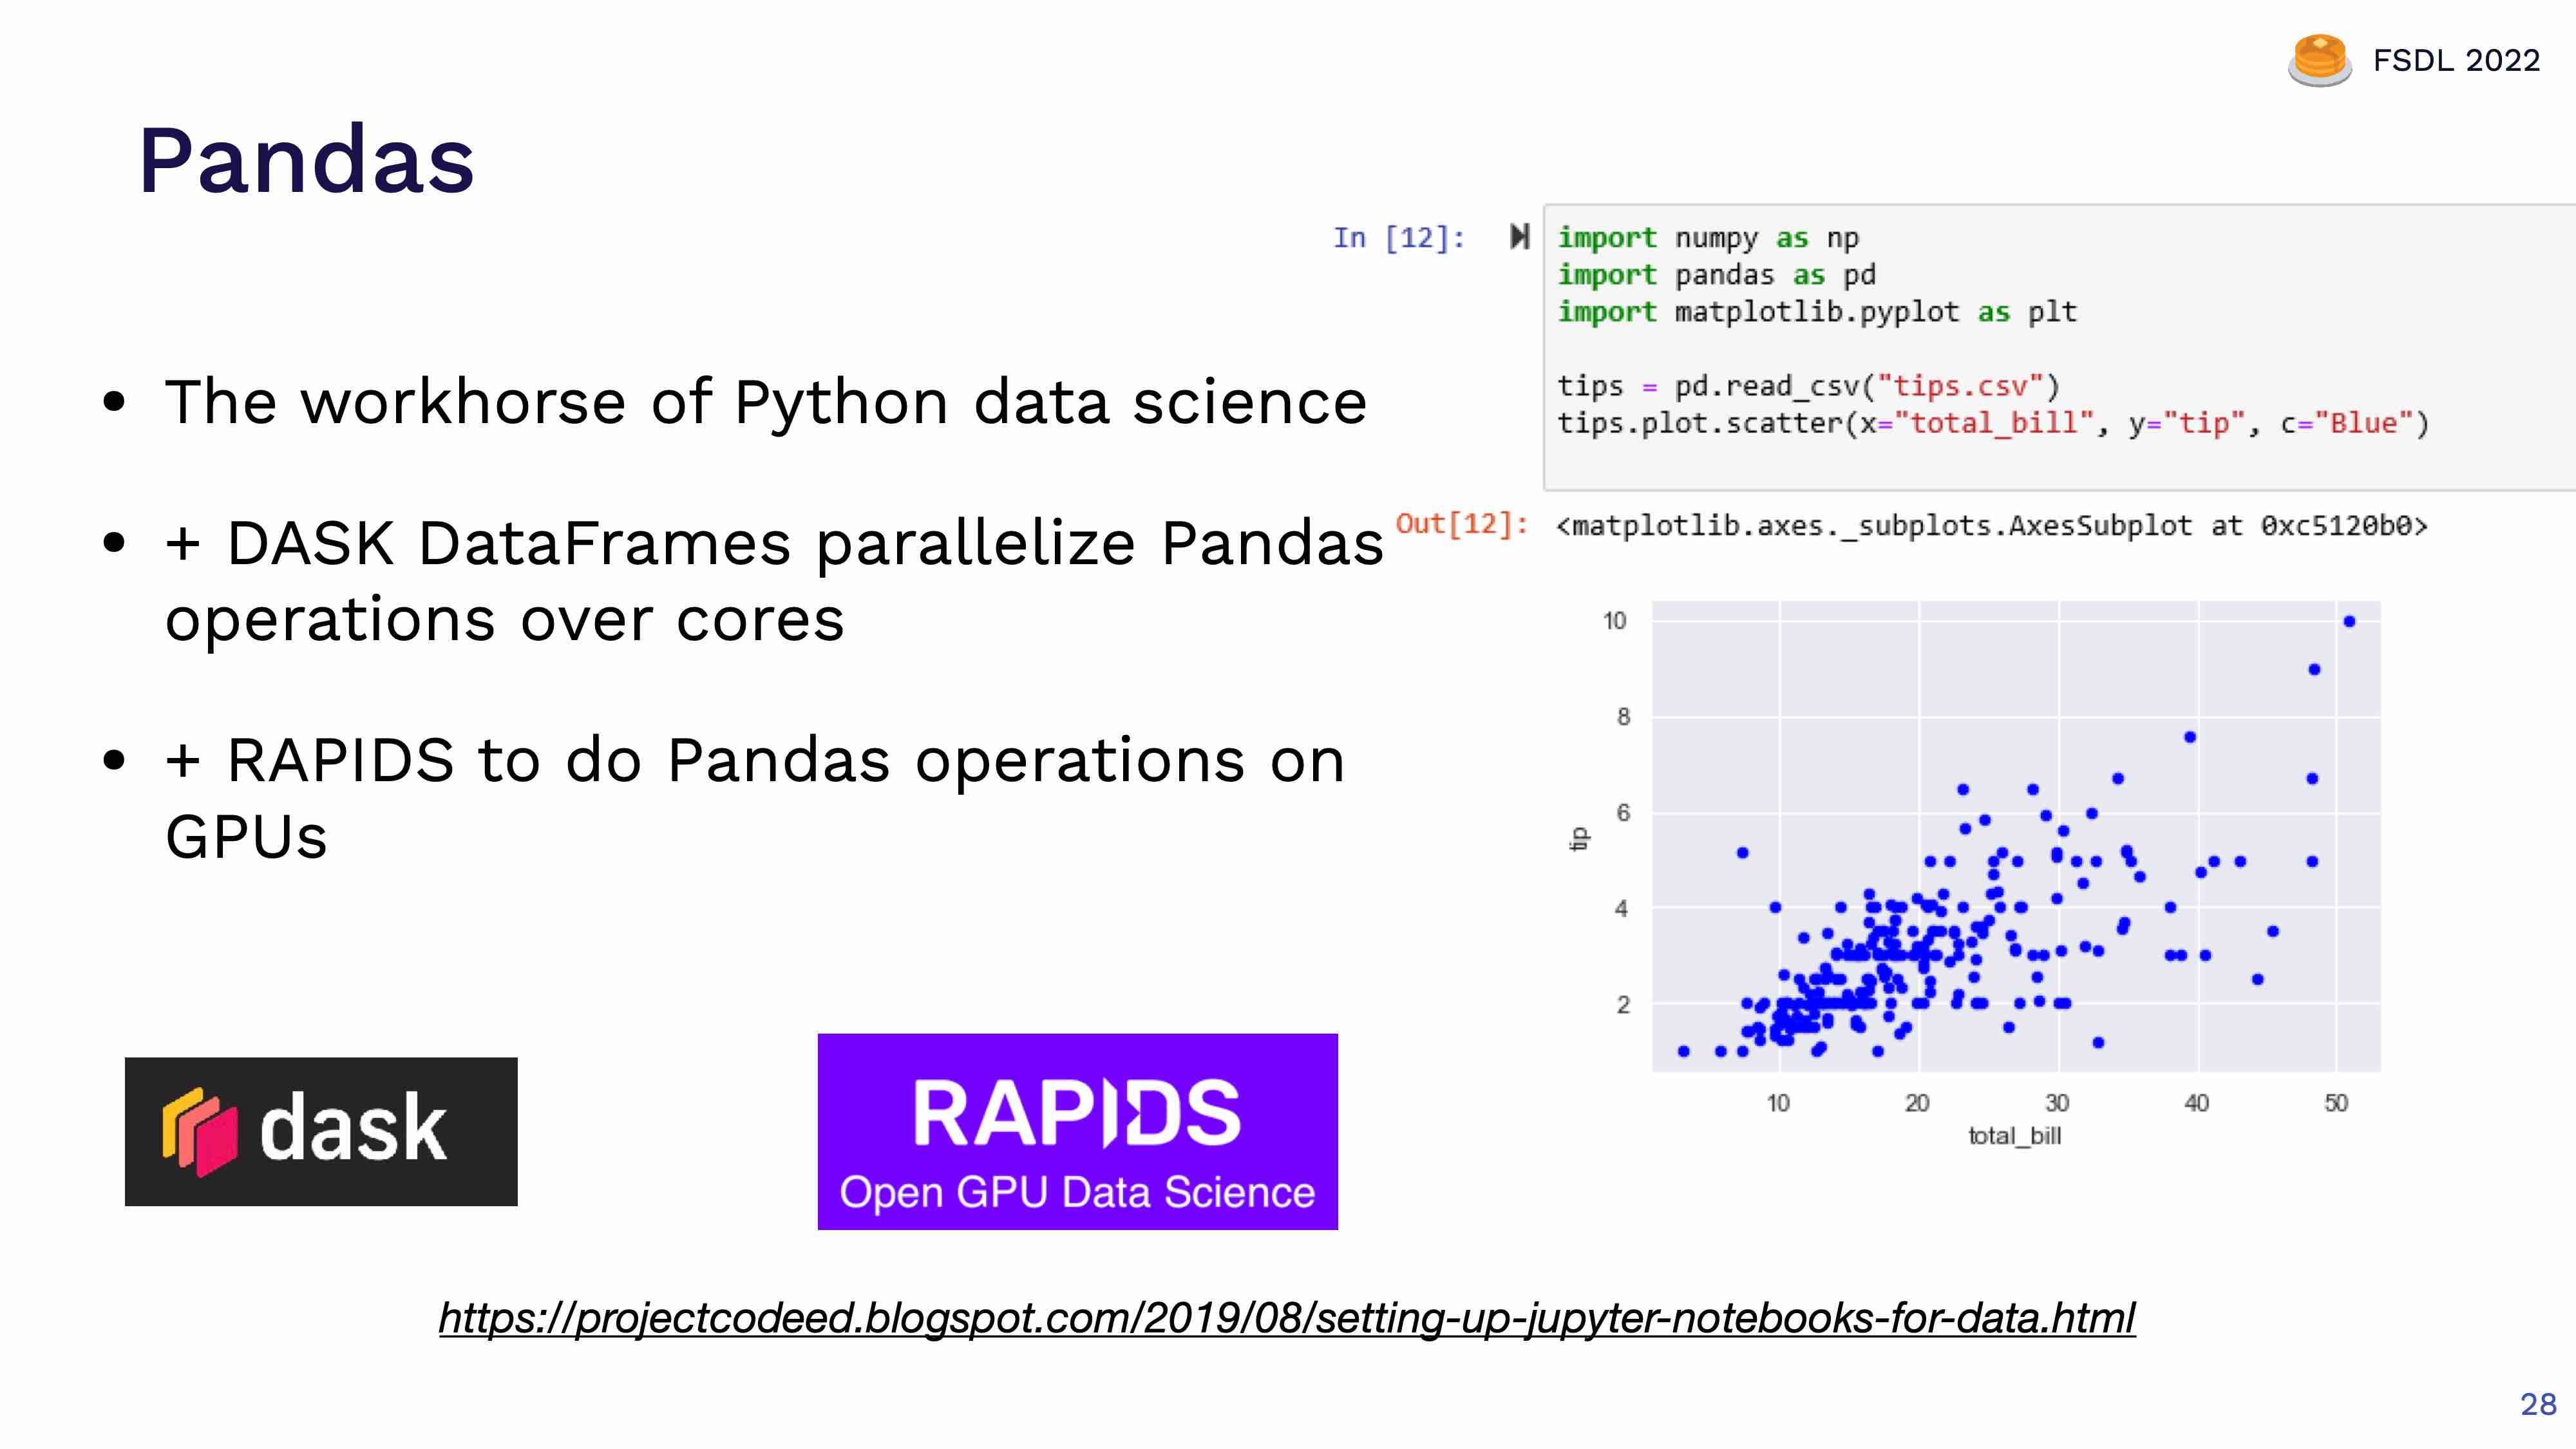 FSDL 2022
Pandas
• The workhorse of Python data science
• + DASK DataFrames parallelize Pandas
operations over cores
• + RAPIDS to do Pandas operations on
GPUs
In [12]:
import numpy as np
import pandas as pd
import matplotlib.pyplot as plt
tips = pd.read_csv("tips.csv")
tips.plot.scatter(x="total_bill", y="tip", c="Blue")
Out[12]: <matplotlib.axes._subplots.AxesSubplot at 0xc5120b0>
10
8
6
4
2
tip
10 20 30 40 50
total_bill
dask
RAPIDS
Open GPU Data Science
https://projectcodeed.blogspot.com/2019/08/setting-up-jupyter-notebooks-for-data.html
28